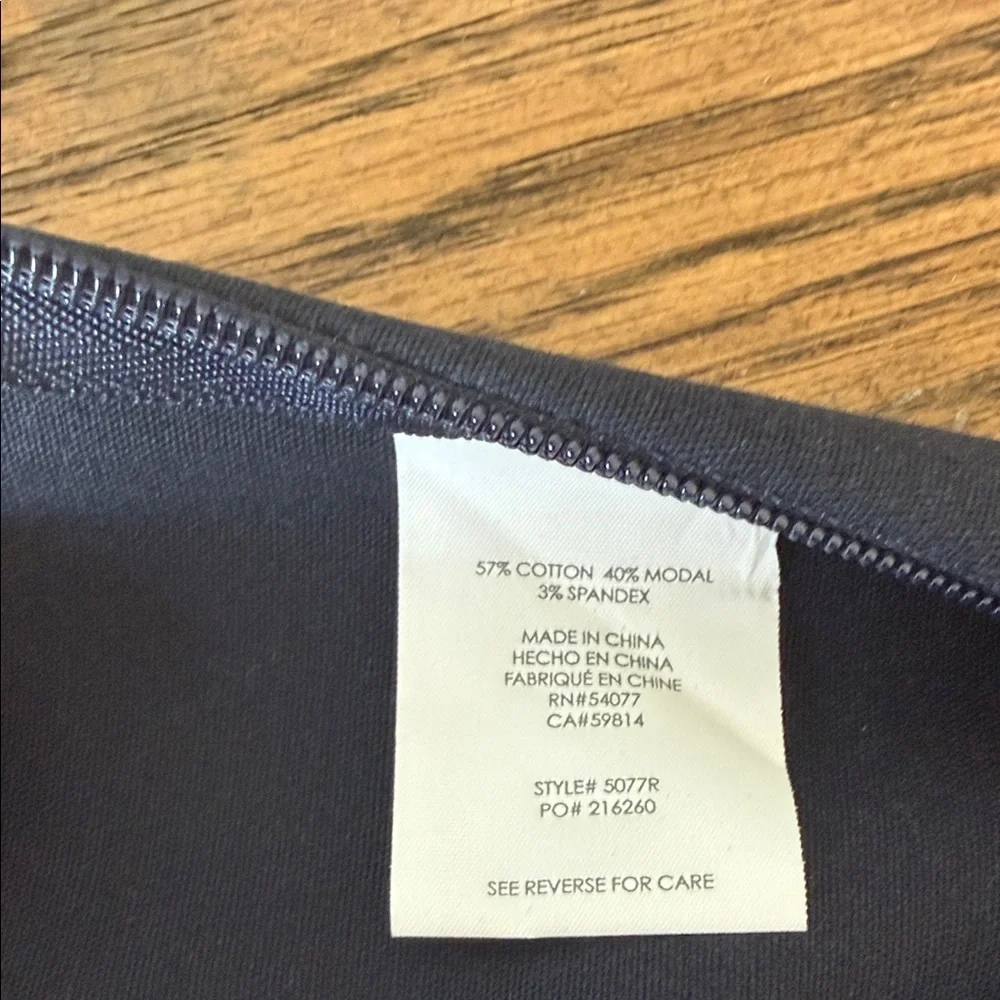 57% COTTON 40% MODAL
3% SPANDEX
MADE IN CHINA
HECHO EN CHINA
FABRIQUÉ EN CHINE
RN#54077
CA#59814
STYLE# 5077R
PO# 216260
SEE REVERSE FOR CARE